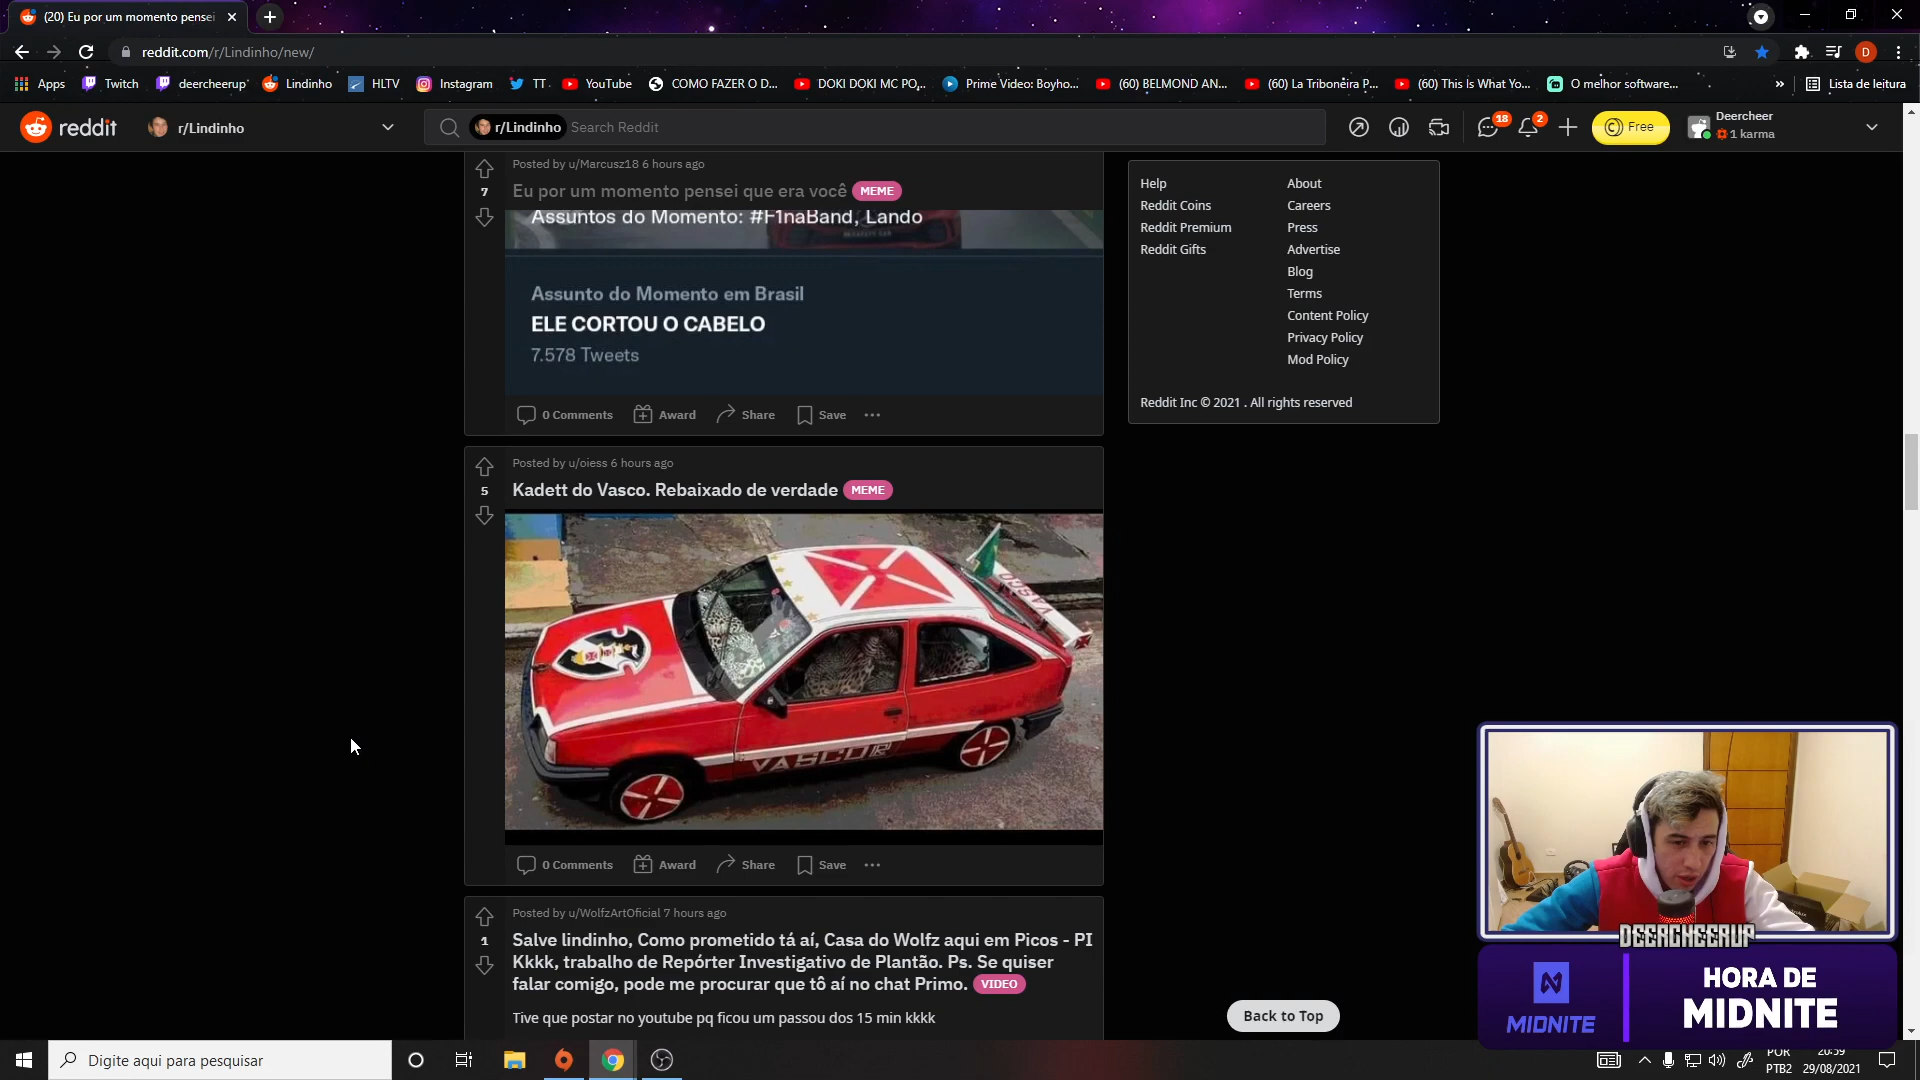 (20) Eu por um momento pensei
reddit.com/r/Lindinho/new/
D
Apps
Twitch
deercheerup
Lindinho
HLTV
Instagram
TT
YouTube
COMO FAZER O D...
DOKI DOKI MC PO...
Prime Video: Boyho...
(60) BELMOND AN...
(60) La Triboneira P...
(60) This Is What Yo...
O melhor software...
»
Lista de leitura
reddit
r/Lindinho
r/Lindinho
Search Reddit
18
2
Free
Deercheer
1 karma
Posted by u/Marcusz18 6 hours ago
7
Eu por um momento pensei que era você MEME
Assuntos do Momento: #F1naBand, Lando
Assunto do Momento em Brasil
ELE CORTOU O CABELO
7.578 Tweets
0 Comments
Award
Share
Save
Help
About
Reddit Coins
Careers
Reddit Premium
Press
Reddit Gifts
Advertise
Blog
Terms
Content Policy
Privacy Policy
Mod Policy
Reddit Inc © 2021 . All rights reserved
Posted by u/oiess 6 hours ago
5
Kadett do Vasco. Rebaixado de verdade MEME
VASCO
VASCO
0 Comments
Award
Share
Save
Posted by u/WolfzArtOficial 7 hours ago
1
Salve lindinho, Como prometido tá aí, Casa do Wolfz aqui em Picos - PI
Kkkk, trabalho de Repórter Investigativo de Plantão. Ps. Se quiser
falar comigo, pode me procurar que tô aí no chat Primo. VIDEO
Tive que postar no youtube pq ficou um passou dos 15 min kkkk
Back to Top
DEERCHEERUP
MIDNITE
HORA DE
MIDNITE
Digite aqui para pesquisar
POR
PTB2
20:59
29/08/2021